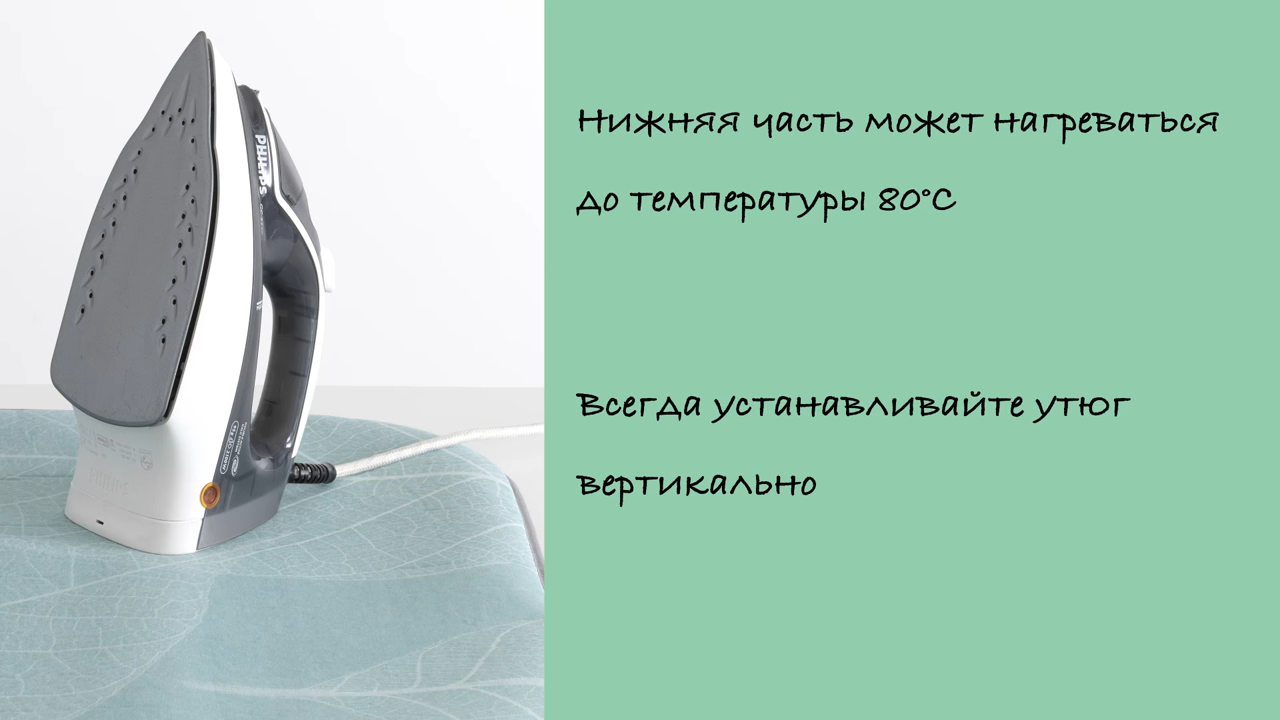 Нижняя часть может нагреваться
до температуры 80°C
Всегда устанавливайте утюг
вертикально
PHILIPS